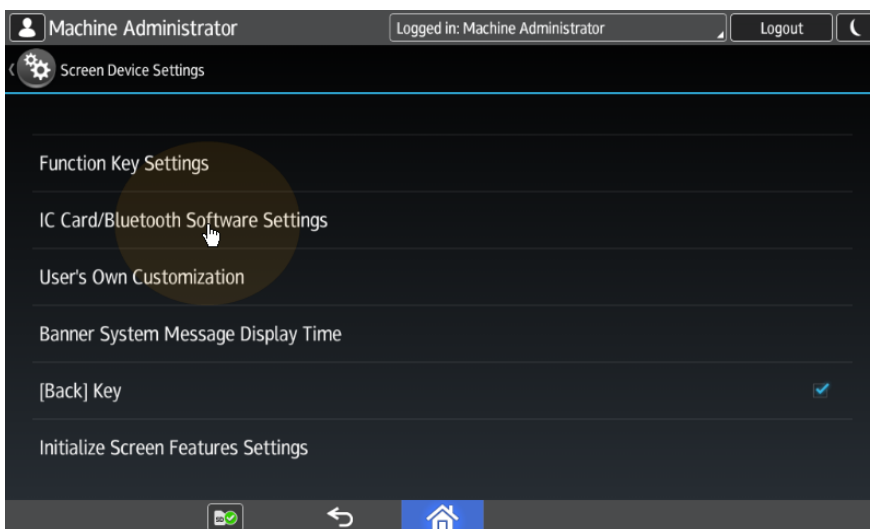 Machine Administrator
Logged in: Machine Administrator
Logout
Screen Device Settings
Function Key Settings
IC Card/Bluetooth Software Settings
User's Own Customization
Banner System Message Display Time
[Back] Key
Initialize Screen Features Settings
SD